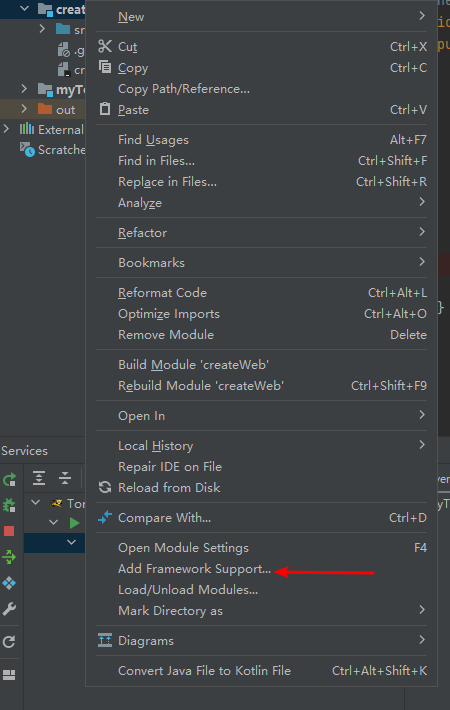 create
New
sr
Cut Ctrl+X
.g
Copy Ctrl+C
cr
Copy Path/Reference...
myTe
Paste Ctrl+V
out
External
Find Usages Alt+F7
Scratche
Find in Files... Ctrl+Shift+F
Replace in Files... Ctrl+Shift+R
Analyze
Refactor
Bookmarks
Reformat Code Ctrl+Alt+L
}
Optimize Imports Ctrl+Alt+O
Remove Module Delete
Build Module 'createWeb'
Rebuild Module 'createWeb' Ctrl+Shift+F9
Open In
Services
Local History
Repair IDE on File
Reload from Disk
Tor
Compare With... Ctrl+D
Open Module Settings F4
Add Framework Support...
Load/Unload Modules...
Mark Directory as
Diagrams
Convert Java File to Kotlin File Ctrl+Alt+Shift+K